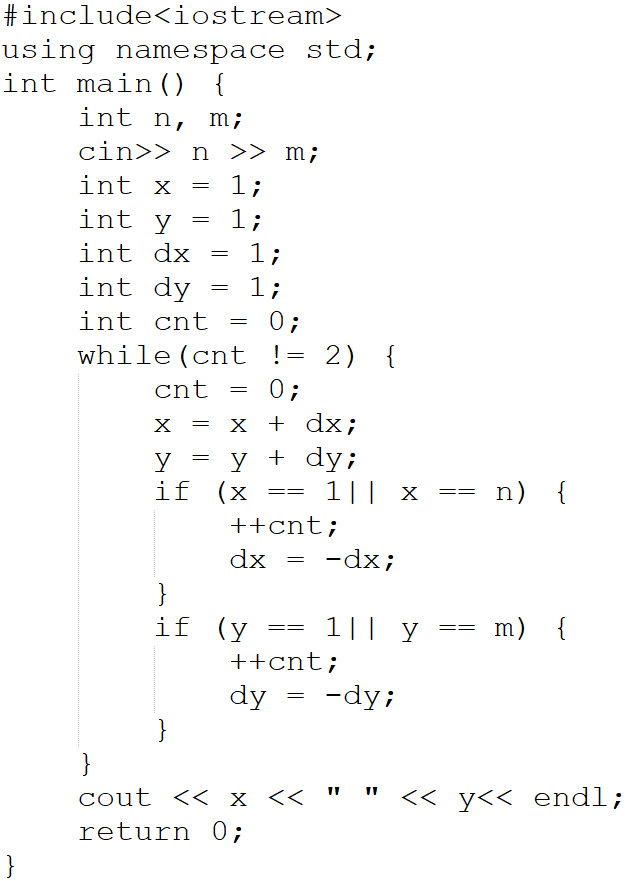 #include<iostream>
using namespace std;
int main() {
    int n, m;
    cin>> n >> m;
    int x = 1;
    int y = 1;
    int dx = 1;
    int dy = 1;
    int cnt = 0;
    while(cnt != 2) {
        cnt = 0;
        x = x + dx;
        y = y + dy;
        if (x == 1|| x == n) {
            ++cnt;
            dx = -dx;
        }
        if (y == 1|| y == m) {
            ++cnt;
            dy = -dy;
        }
    }
    cout << x << " " << y<< endl;
    return 0;
}